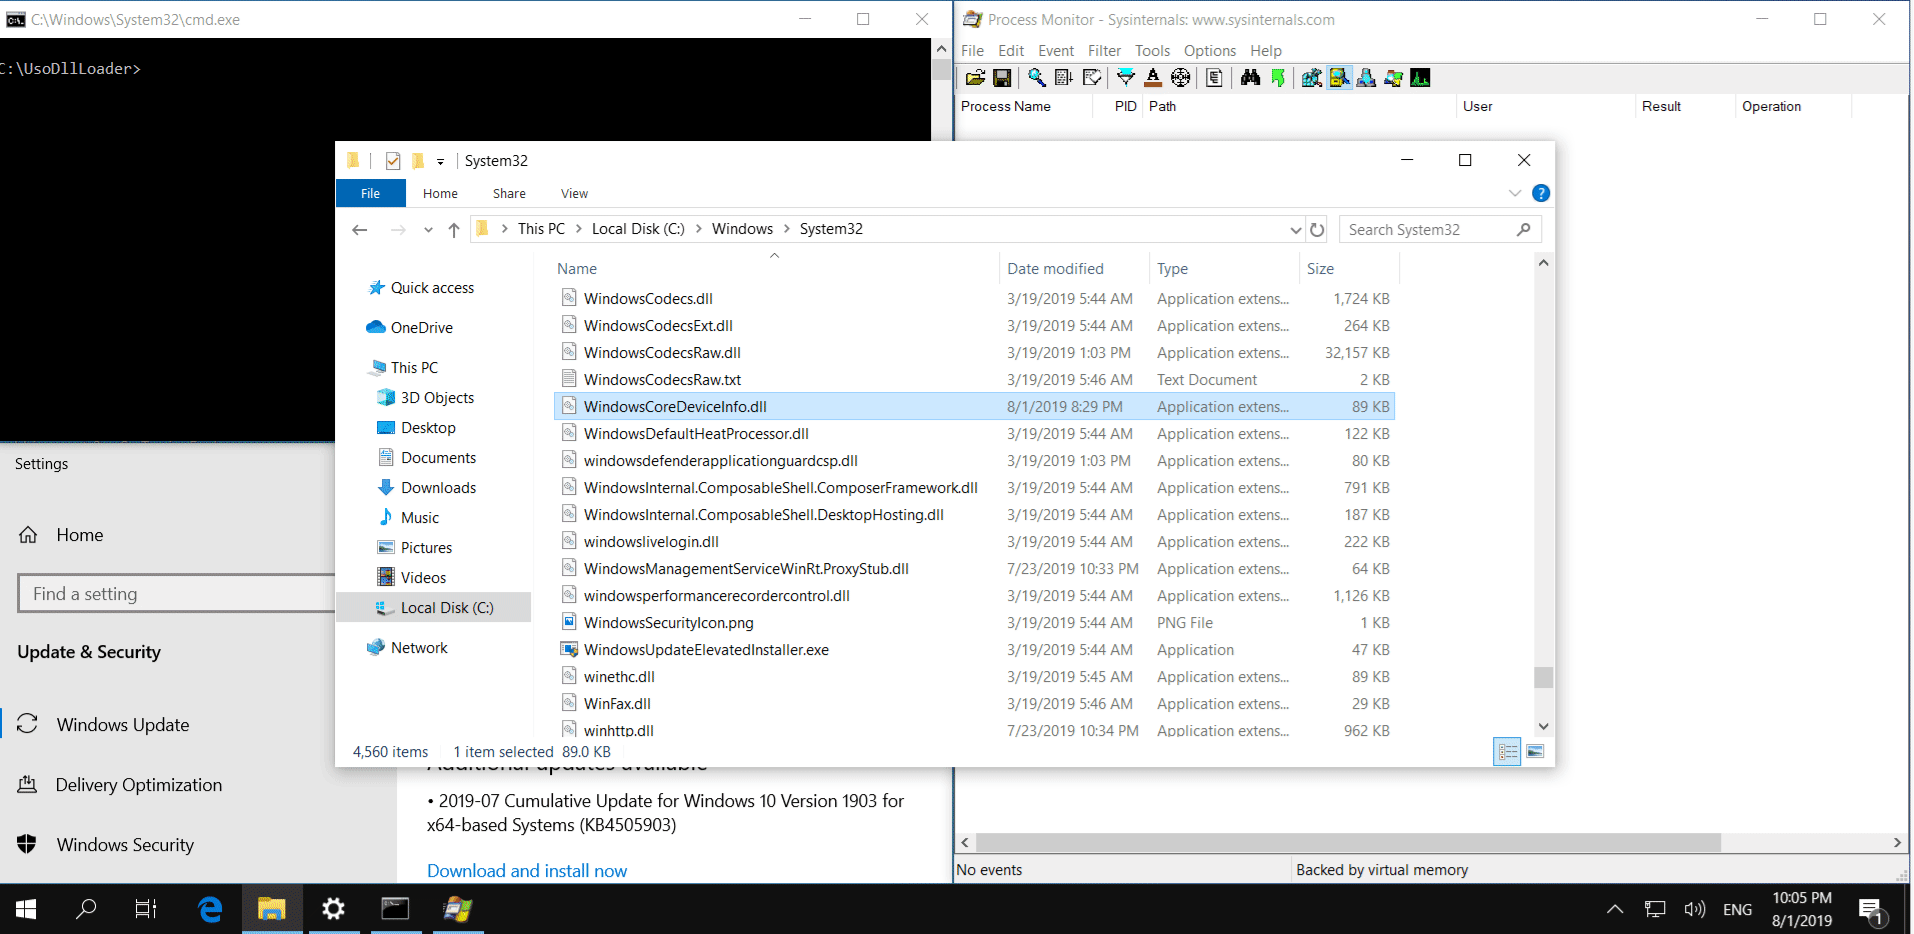 C:\Windows\System32\cmd.exe
C:\UsoDllLoader>
Process Monitor - Sysinternals: www.sysinternals.com
File Edit Event Filter Tools Options Help
Process Name PID Path User Result Operation
System32
File Home Share View
This PC Local Disk (C:) Windows System32
Search System32
Name Date modified Type Size
Quick access
OneDrive
This PC
3D Objects
Desktop
Documents
Downloads
Music
Pictures
Videos
Local Disk (C:)
Network
WindowsCodecs.dll 3/19/2019 5:44 AM Application extens... 1,724 KB
WindowsCodecsExt.dll 3/19/2019 5:44 AM Application extens... 264 KB
WindowsCodecsRaw.dll 3/19/2019 1:03 PM Application extens... 32,157 KB
WindowsCodecsRaw.txt 3/19/2019 5:46 AM Text Document 2 KB
WindowsCoreDeviceInfo.dll 8/1/2019 8:29 PM Application extens... 89 KB
WindowsDefaultHeatProcessor.dll 3/19/2019 5:44 AM Application extens... 122 KB
windowsdefenderapplicationguardcsp.dll 3/19/2019 1:03 PM Application extens... 80 KB
WindowsInternal.ComposableShell.ComposerFramework.dll 3/19/2019 5:44 AM Application extens... 791 KB
WindowsInternal.ComposableShell.DesktopHosting.dll 3/19/2019 5:44 AM Application extens... 187 KB
windowslivelogin.dll 3/19/2019 5:44 AM Application extens... 222 KB
WindowsManagementServiceWinRt.ProxyStub.dll 7/23/2019 10:33 PM Application extens... 64 KB
windowsperformancerecordercontrol.dll 3/19/2019 5:44 AM Application extens... 1,126 KB
WindowsSecurityIcon.png 3/19/2019 5:44 AM PNG File 1 KB
WindowsUpdateElevatedInstaller.exe 3/19/2019 5:44 AM Application 47 KB
winethc.dll 3/19/2019 5:45 AM Application extens... 89 KB
WinFax.dll 3/19/2019 5:46 AM Application extens... 29 KB
winhttp.dll 7/23/2019 10:34 PM Application extens... 962 KB
4,560 items 1 item selected 89.0 KB
Settings
Home
Find a setting
Update & Security
Windows Update
Delivery Optimization
Windows Security
Additional updates available
• 2019-07 Cumulative Update for Windows 10 Version 1903 for
x64-based Systems (KB4505903)
Download and install now
No events Backed by virtual memory
ENG
10:05 PM
8/1/2019
1